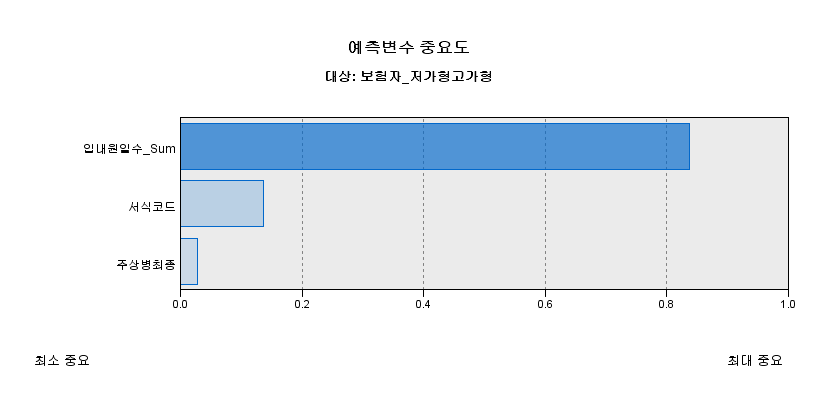 예측변수 중요도
대상: 보험자_저가형고가형
입내원일수_Sum
서식코드
주상병최종
0.0 0.2 0.4 0.6 0.8 1.0
최소 중요 최대 중요